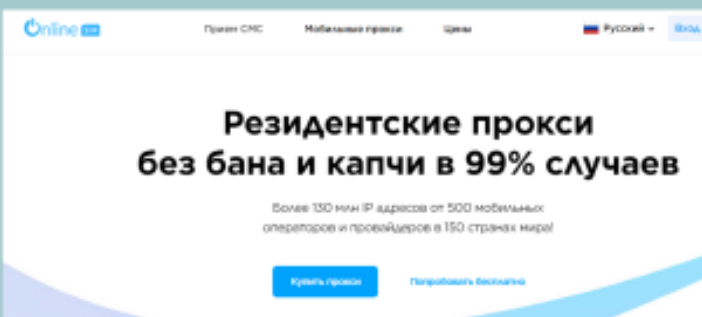 Online SIM
Прием СМС Мобильные прокси Цены Русский Вход
Резидентские прокси
без бана и капчи в 99% случаев
Более 130 млн IP адресов от 500 мобильных
операторов и провайдеров в 150 странах мира!
Купить прокси Попробовать бесплатно